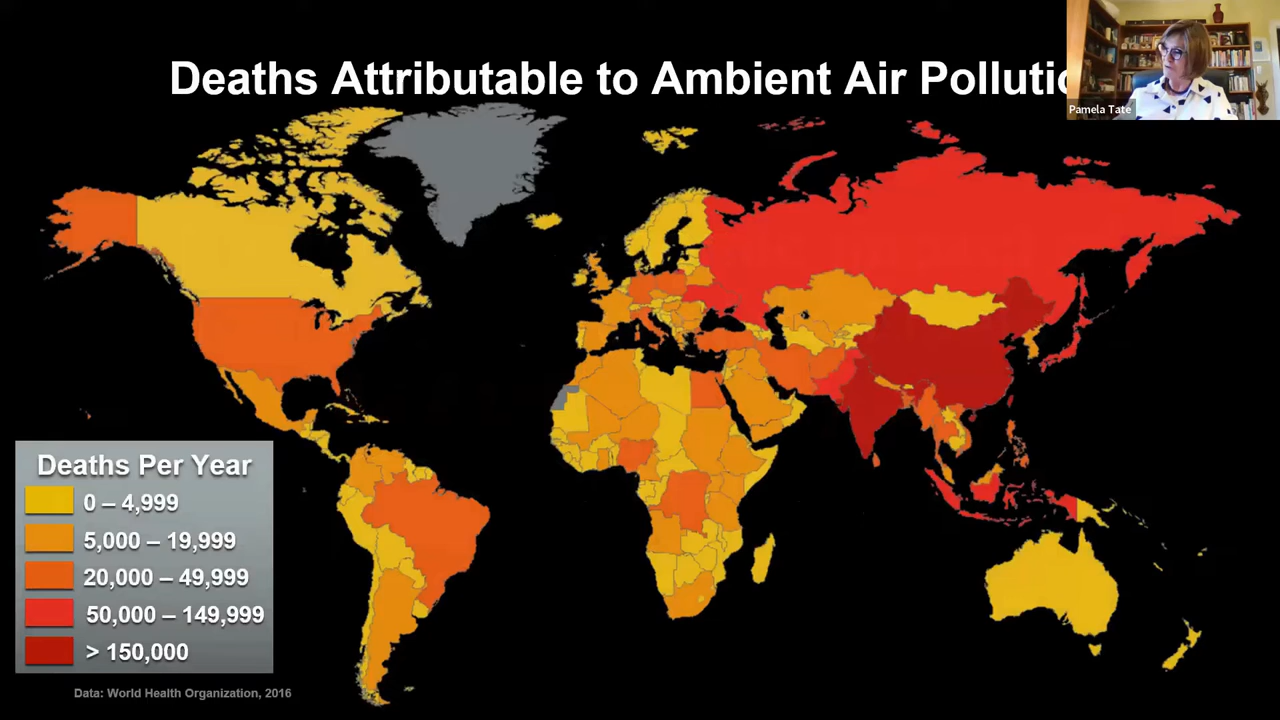 Deaths Attributable to Ambient Air Pollutio
Pamela Tate
Deaths Per Year
0 – 4,999
5,000 – 19,999
20,000 – 49,999
50,000 – 149,999
> 150,000
Data: World Health Organization, 2016